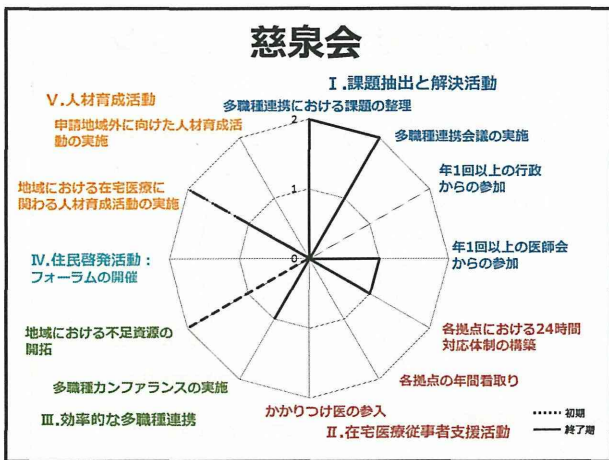 慈泉会
Ⅰ.課題抽出と解決活動
Ⅴ.人材育成活動
多職種連携における課題の整理
申請地域外に向けた人材育成活
動の実施
2
多職種連携会議の実施
年1回以上の行政
からの参加
1
地域における在宅医療に
関わる人材育成活動の実施
年1回以上の医師会
からの参加
0
Ⅳ.住民啓発活動：
フォーラムの開催
地域における不足資源の
開拓
各拠点における24時間
対応体制の構築
多職種カンファランスの実施
各拠点の年間看取り
Ⅲ.効率的な多職種連携
かかりつけ医の参入
Ⅱ.在宅医療従事者支援活動
初期
終了期